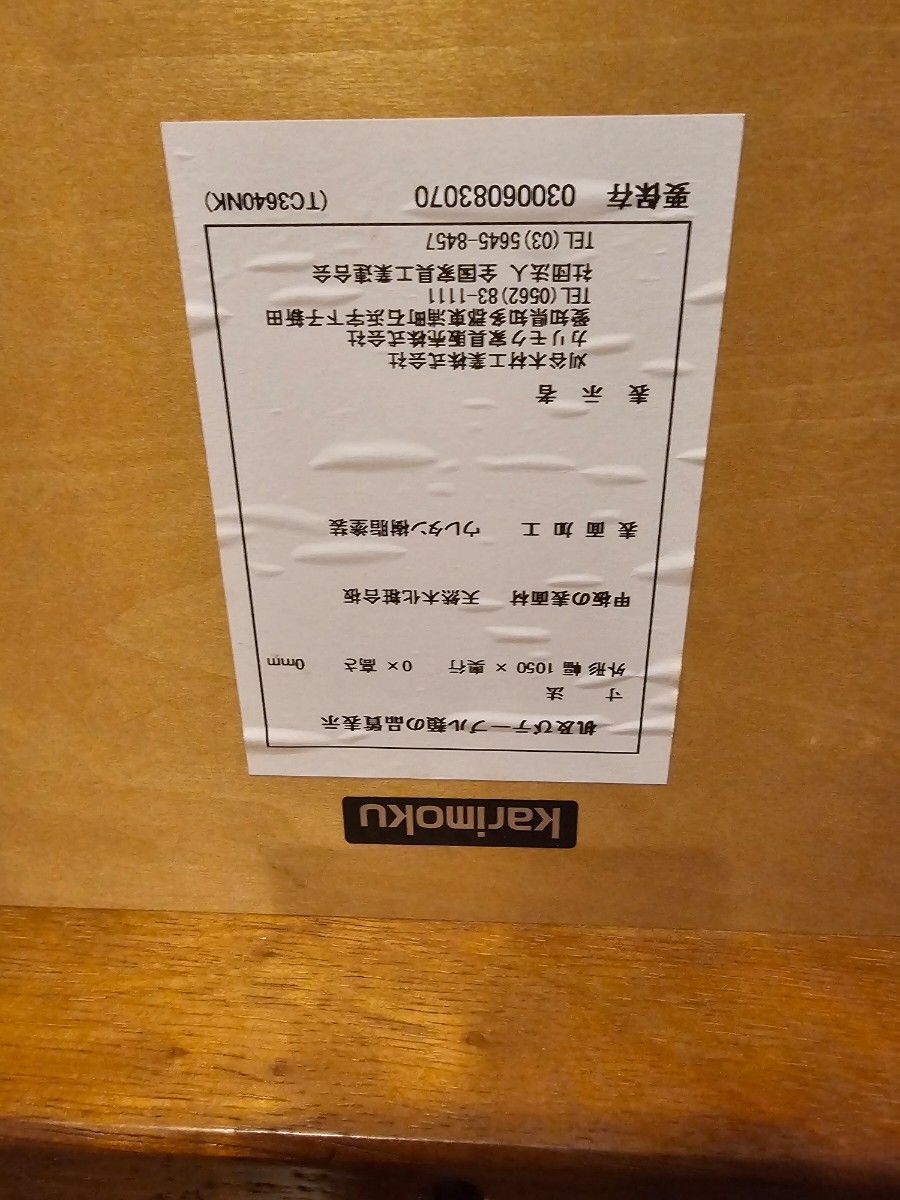 karimoku
机及びテーブル類の品質表示
寸 法
外形 幅 1050 × 奥行 0 × 高さ 0mm
甲板の表面材 天然木化粧合板
表面加工 ウレタン樹脂塗装
表示者
刈谷木材工業株式会社
カリモク家具販売株式会社
愛知県知多郡東浦町石浜字下子新田
TEL (0562) 83-1111
社団法人 全国家具工業連合会
TEL (03) 5645-8457
要保存 03006083070 (TC3640NK)